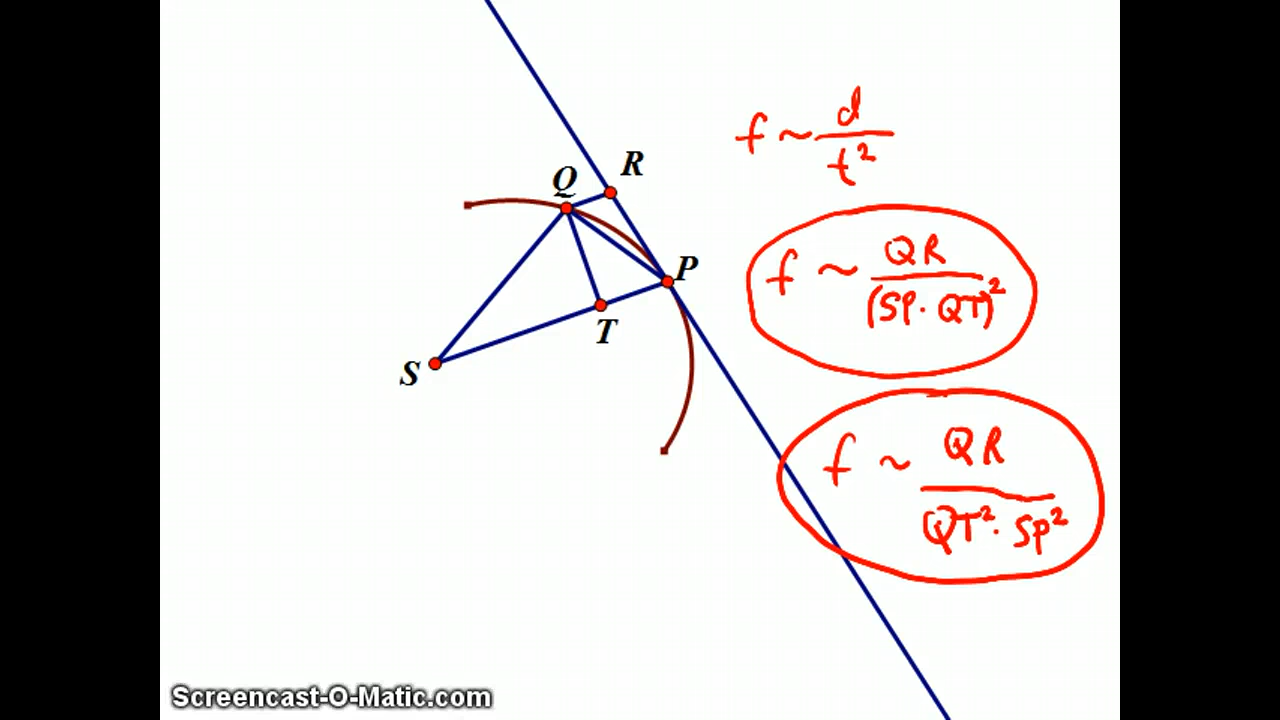 f ~ d / t²
R
Q
f ~ QR / (SP · QT)²
P
T
S
f ~ QR / QT² · SP²
Screencast-O-Matic.com